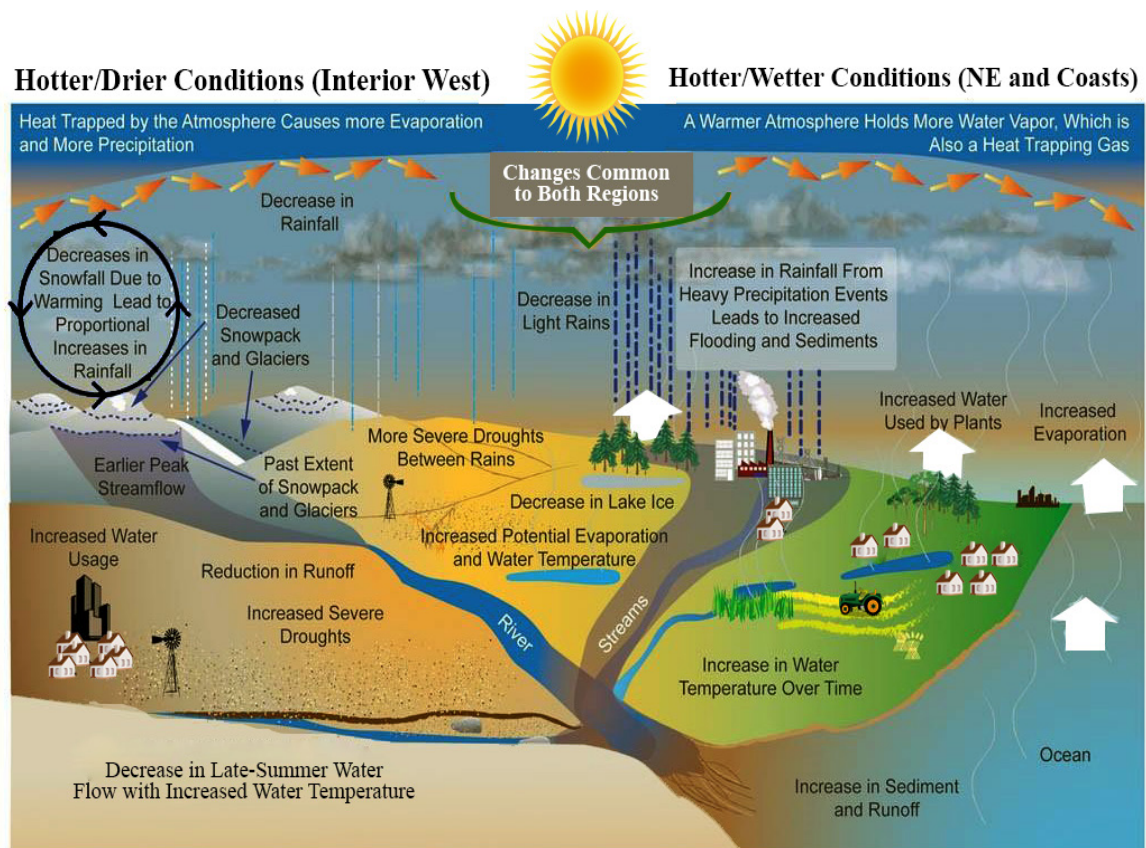 Hotter/Drier Conditions (Interior West)
Hotter/Wetter Conditions (NE and Coasts)
Heat Trapped by the Atmosphere Causes more Evaporation
and More Precipitation
A Warmer Atmosphere Holds More Water Vapor, Which is
Also a Heat Trapping Gas
Changes Common
to Both Regions
Decrease in
Rainfall
Decreases in
Snowfall Due to
Warming Lead to
Proportional
Increases in
Rainfall
Decreased
Snowpack
and Glaciers
Decrease in
Light Rains
Increase in Rainfall From
Heavy Precipitation Events
Leads to Increased
Flooding and Sediments
Increased Water
Used by Plants
Increased
Evaporation
More Severe Droughts
Between Rains
Earlier Peak
Streamflow
Past Extent
of Snowpack
and Glaciers
Decrease in Lake Ice
Increased Potential Evaporation
and Water Temperature
Increased Water
Usage
Reduction in Runoff
Increased Severe
Droughts
River
Streams
Increase in Water
Temperature Over Time
Ocean
Decrease in Late-Summer Water
Flow with Increased Water Temperature
Increase in Sediment
and Runoff